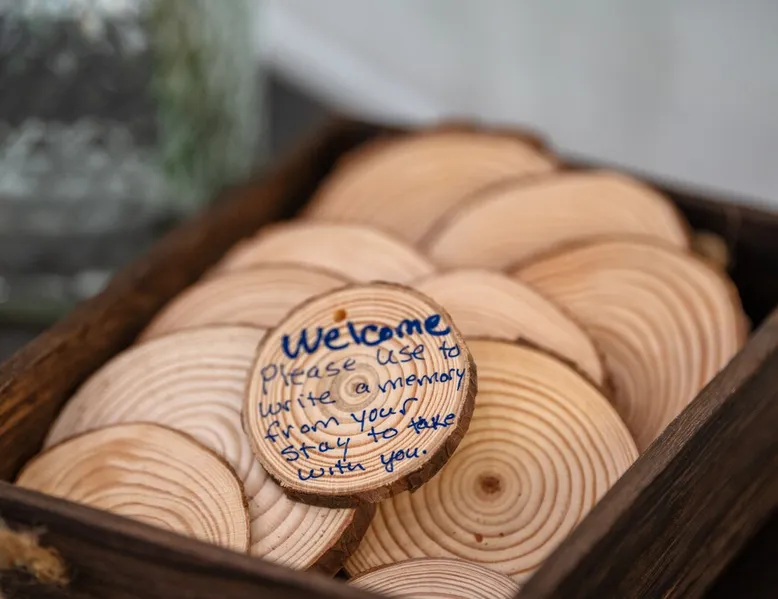 Welcome
Please use to
write a memory
from your
stay to take
with you.